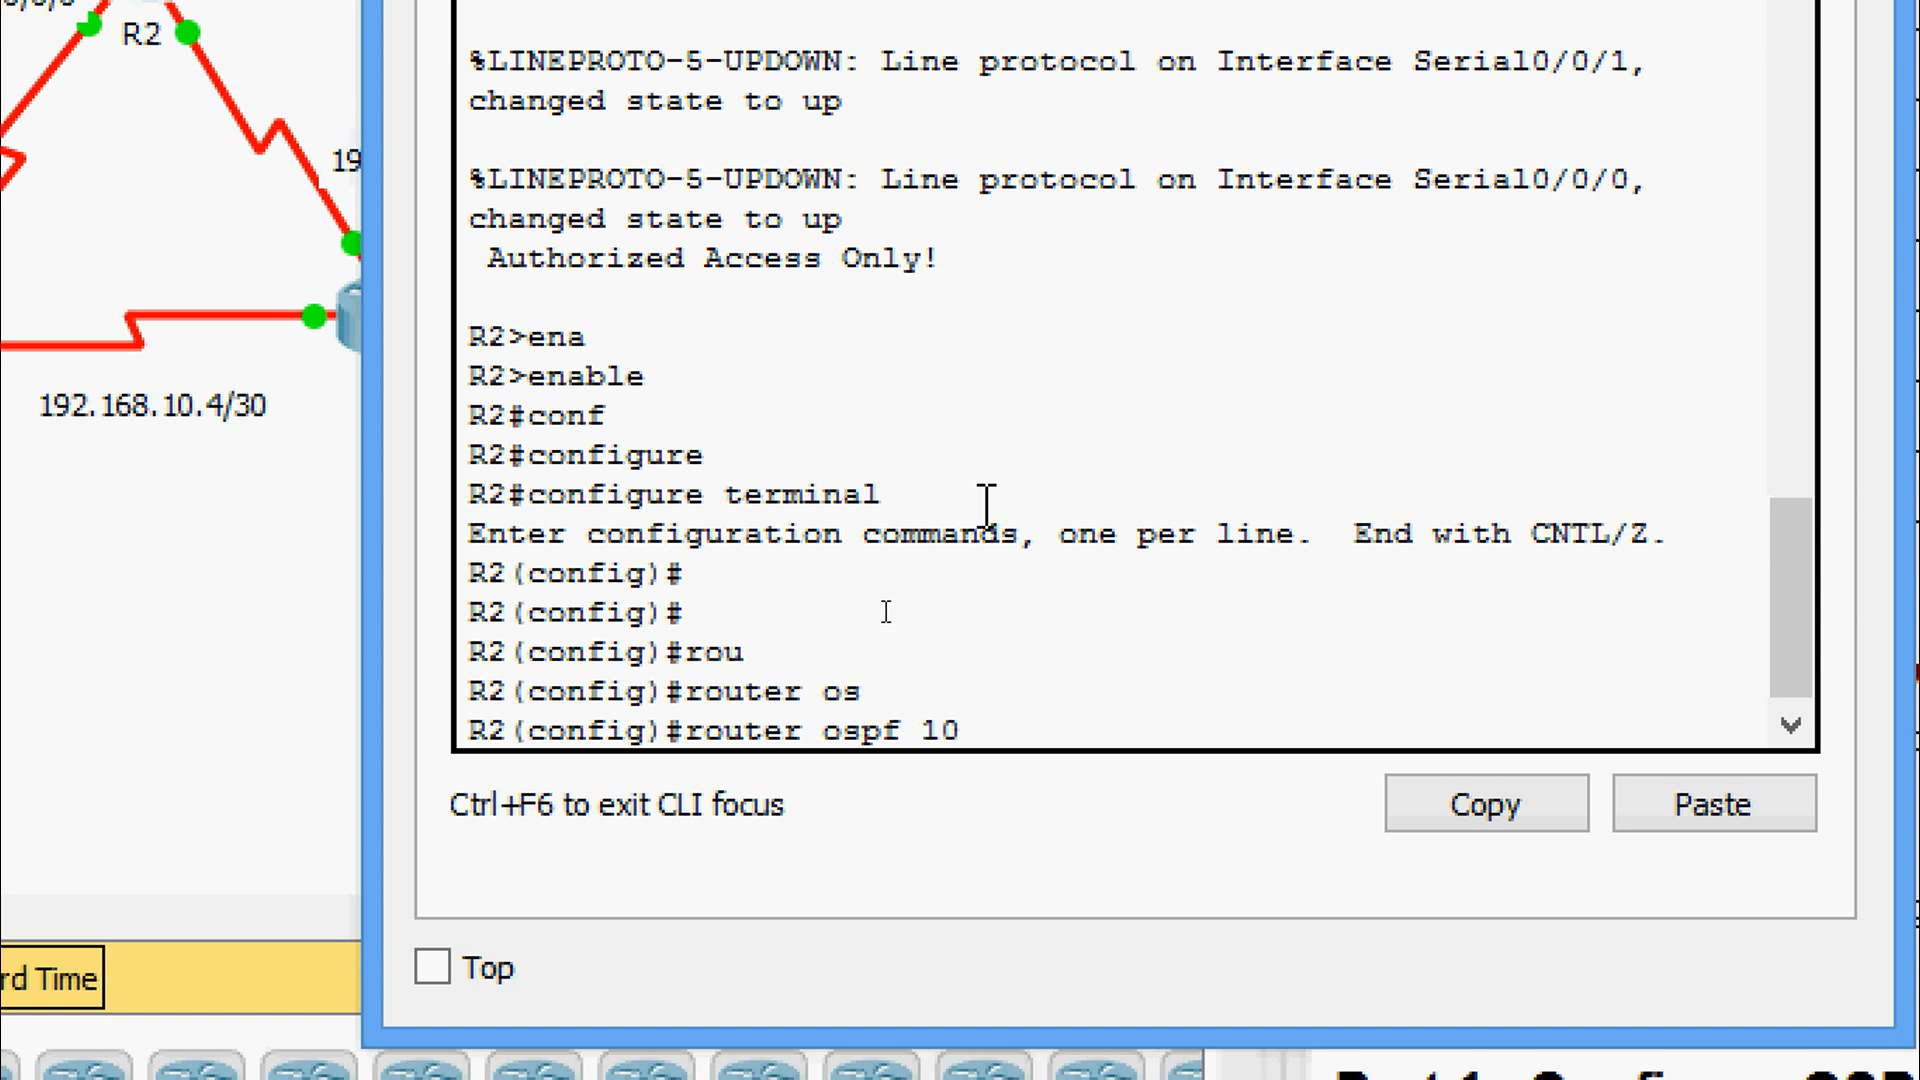 R2
19
192.168.10.4/30
%LINEPROTO-5-UPDOWN: Line protocol on Interface Serial0/0/1,
changed state to up
%LINEPROTO-5-UPDOWN: Line protocol on Interface Serial0/0/0,
changed state to up
Authorized Access Only!
R2>ena
R2>enable
R2#conf
R2#configure
R2#configure terminal
Enter configuration commands, one per line.  End with CNTL/Z.
R2(config)#
R2(config)#
R2(config)#rou
R2(config)#router os
R2(config)#router ospf 10
Ctrl+F6 to exit CLI focus
Copy
Paste
Top
rd Time